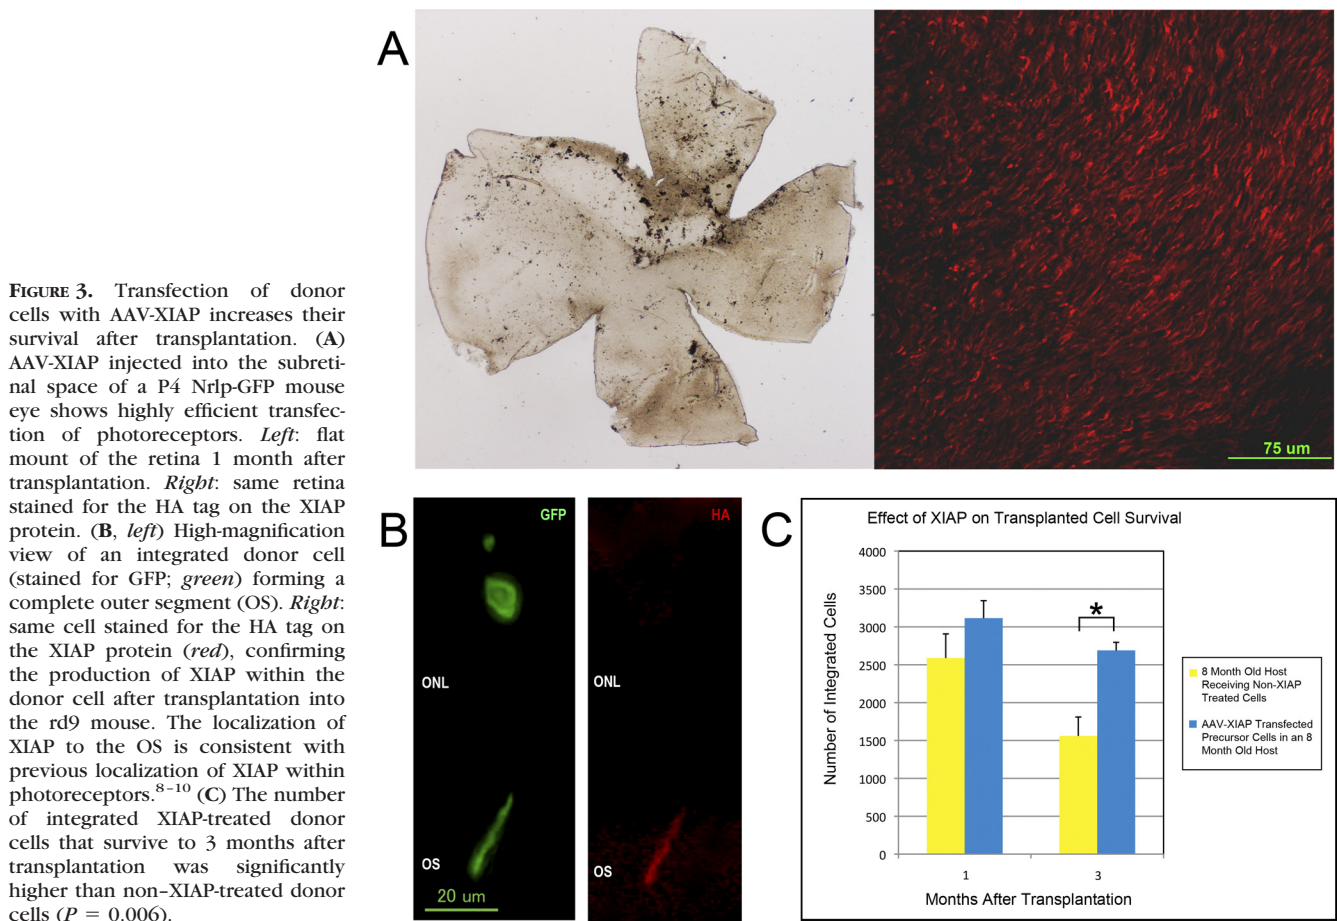 FIGURE 3. Transfection of donor
cells with AAV-XIAP increases their
survival after transplantation. (A)
AAV-XIAP injected into the subreti-
nal space of a P4 Nrlp-GFP mouse
eye shows highly efficient transfec-
tion of photoreceptors. Left: flat
mount of the retina 1 month after
transplantation. Right: same retina
stained for the HA tag on the XIAP
protein. (B, left) High-magnification
view of an integrated donor cell
(stained for GFP; green) forming a
complete outer segment (OS). Right:
same cell stained for the HA tag on
the XIAP protein (red), confirming
the production of XIAP within the
donor cell after transplantation into
the rd9 mouse. The localization of
XIAP to the OS is consistent with
previous localization of XIAP within
photoreceptors.8–10 (C) The number
of integrated XIAP-treated donor
cells that survive to 3 months after
transplantation was significantly
higher than non–XIAP-treated donor
cells (P = 0.006).
A
75 um
B
GFP
ONL
OS
20 um
HA
ONL
OS
C
Effect of XIAP on Transplanted Cell Survival
Number of Integrated Cells
4000
3500
3000
2500
2000
1500
1000
500
0
*
1
3
Months After Transplantation
8 Month Old Host
Receiving Non-XIAP
Treated Cells
AAV-XIAP Transfected
Precursor Cells in an 8
Month Old Host